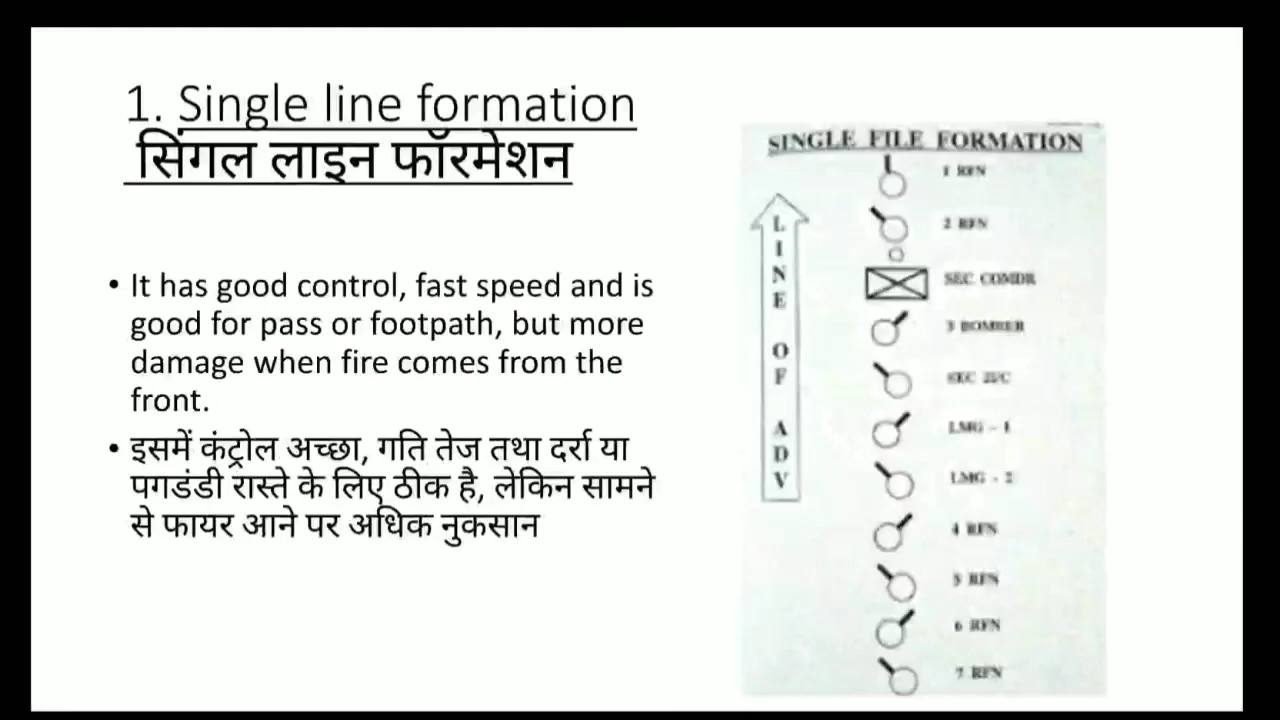 1. Single line formation
सिंगल लाइन फॉरमेशन
• It has good control, fast speed and is
good for pass or footpath, but more
damage when fire comes from the
front.
• इसमें कंट्रोल अच्छा, गति तेज तथा दर्रा या
पगडंडी रास्ते के लिए ठीक है, लेकिन सामने
से फायर आने पर अधिक नुकसान
SINGLE FILE FORMATION
LINE OF ADV
1 RFN
2 RFN
SEC COMDR
3 BOMBER
SEC 2I/C
LMG - 1
LMG - 2
4 RFN
5 RFN
6 RFN
7 RFN